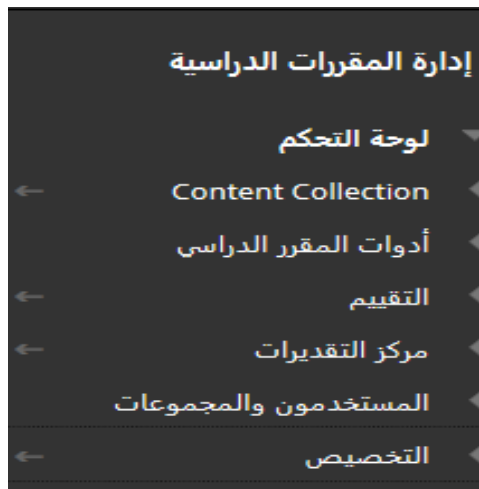 إدارة المقررات الدراسية
لوحة التحكم
Content Collection
أدوات المقرر الدراسي
التقييم
مركز التقديرات
المستخدمون والمجموعات
التخصيص